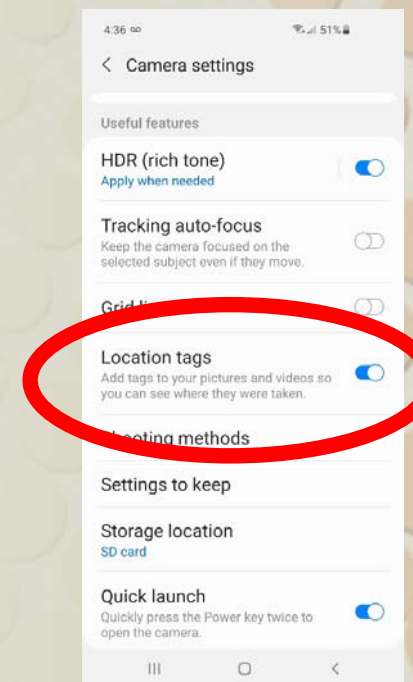 4:36 51%
Camera settings
Useful features
HDR (rich tone)
Apply when needed
Tracking auto-focus
Keep the camera focused on the
selected subject even if they move.
Location tags
Add tags to your pictures and videos so
you can see where they were taken.
Shooting methods
Settings to keep
Storage location
SD card
Quick launch
Quickly press the Power key twice to
open the camera.